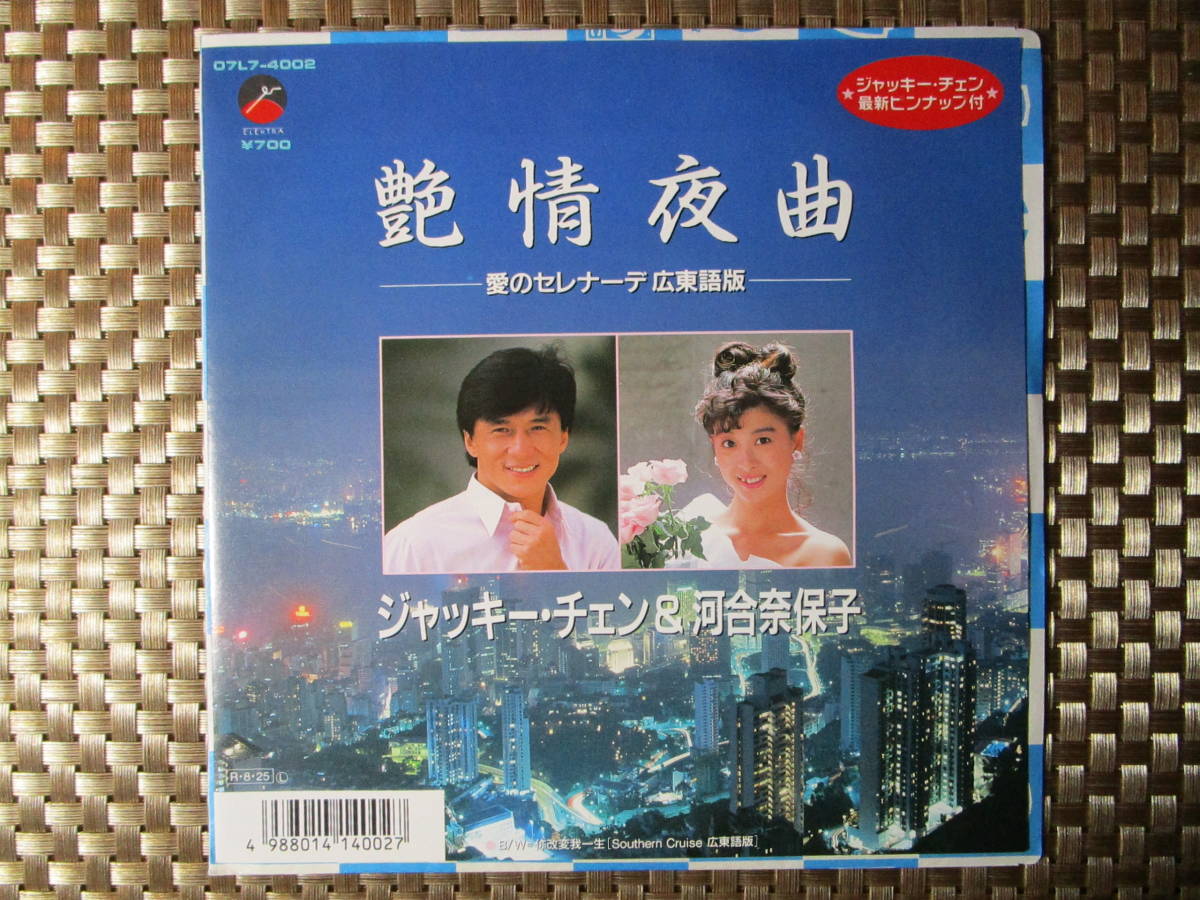 07L7-4002
ELEKTRA
¥700
ジャッキー・チェン
★最新ピンナップ付★
艶情夜曲
愛のセレナーデ 広東語版
ジャッキー・チェン&河合奈保子
R・8・25 L
4 988014 140027
B/W=你改変我一生[Southern Cruise 広東語版]